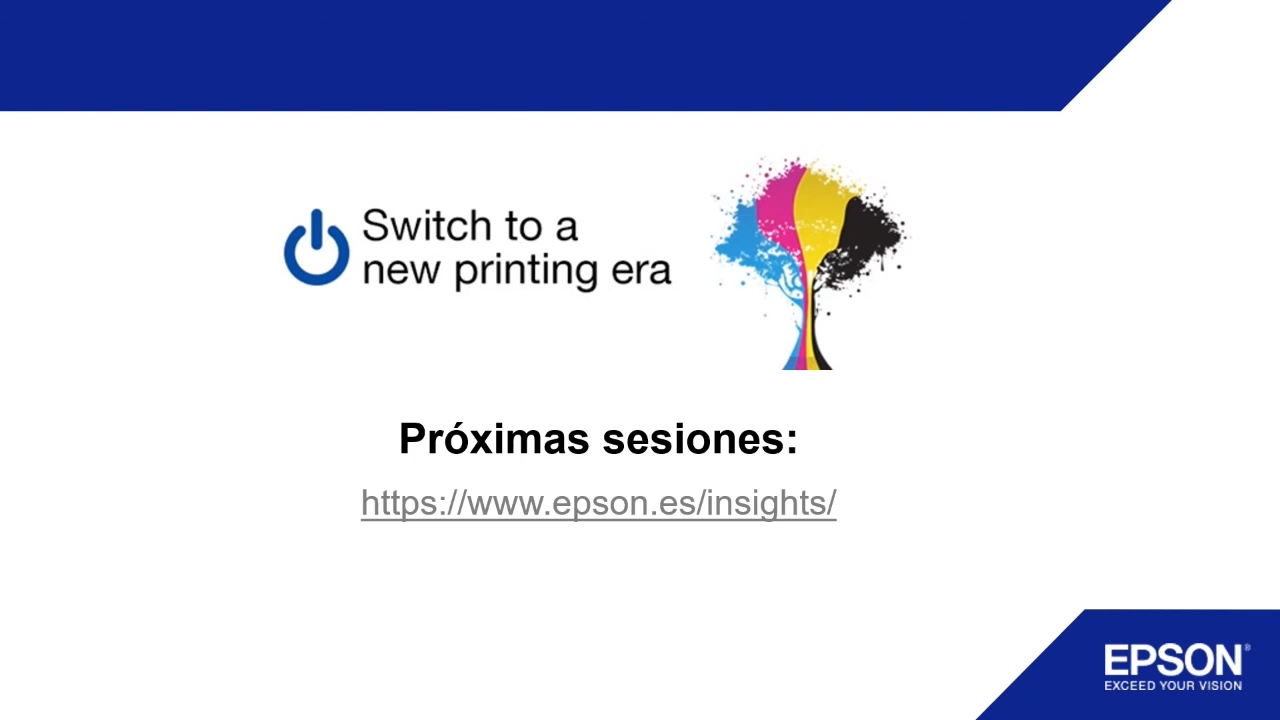 Switch to a
new printing era
Próximas sesiones:
https://www.epson.es/insights/
EPSON®
EXCEED YOUR VISION